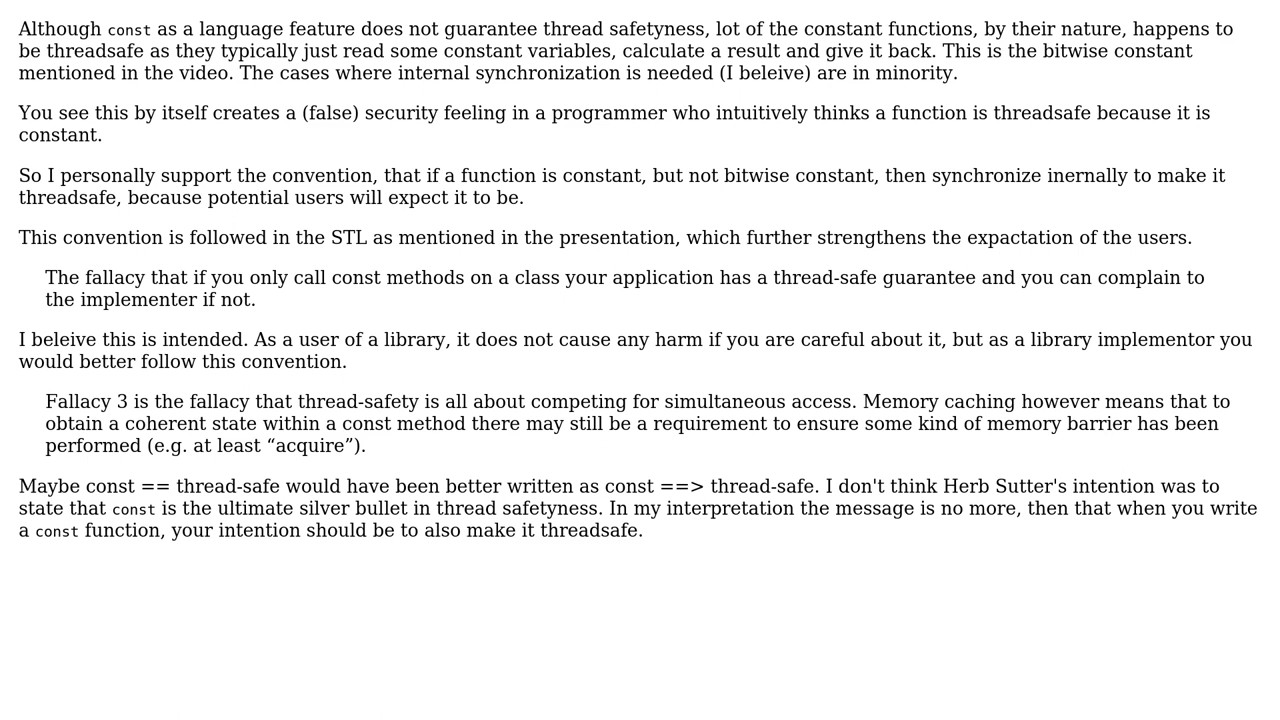 Although const as a language feature does not guarantee thread safetyness, lot of the constant functions, by their nature, happens to
be threadsafe as they typically just read some constant variables, calculate a result and give it back. This is the bitwise constant
mentioned in the video. The cases where internal synchronization is needed (I beleive) are in minority.
You see this by itself creates a (false) security feeling in a programmer who intuitively thinks a function is threadsafe because it is
constant.
So I personally support the convention, that if a function is constant, but not bitwise constant, then synchronize inernally to make it
threadsafe, because potential users will expect it to be.
This convention is followed in the STL as mentioned in the presentation, which further strengthens the expactation of the users.
The fallacy that if you only call const methods on a class your application has a thread-safe guarantee and you can complain to
the implementer if not.
I beleive this is intended. As a user of a library, it does not cause any harm if you are careful about it, but as a library implementor you
would better follow this convention.
Fallacy 3 is the fallacy that thread-safety is all about competing for simultaneous access. Memory caching however means that to
obtain a coherent state within a const method there may still be a requirement to ensure some kind of memory barrier has been
performed (e.g. at least “acquire”).
Maybe const == thread-safe would have been better written as const ==> thread-safe. I don't think Herb Sutter's intention was to
state that const is the ultimate silver bullet in thread safetyness. In my interpretation the message is no more, then that when you write
a const function, your intention should be to also make it threadsafe.